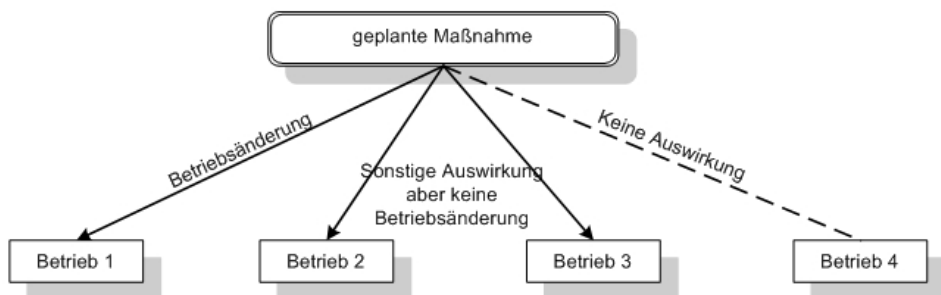 geplante Maßnahme
Betriebsänderung
Keine Auswirkung
Sonstige Auswirkung
aber keine
Betriebsänderung
Betrieb 1
Betrieb 2
Betrieb 3
Betrieb 4